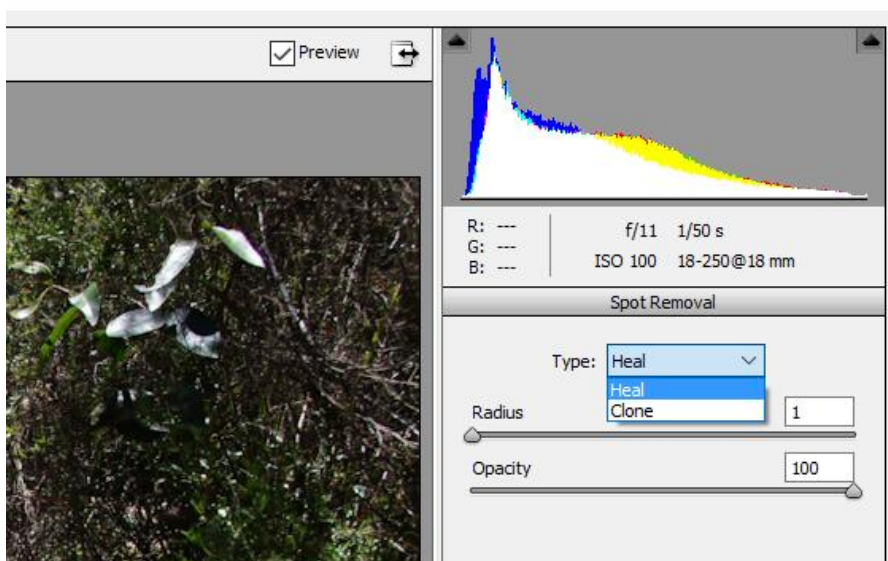 Preview
R: --- f/11 1/50 s
G: ---
B: --- ISO 100 18-250@18 mm
Spot Removal
Type: Heal
Heal
Clone
Radius 1
Opacity 100